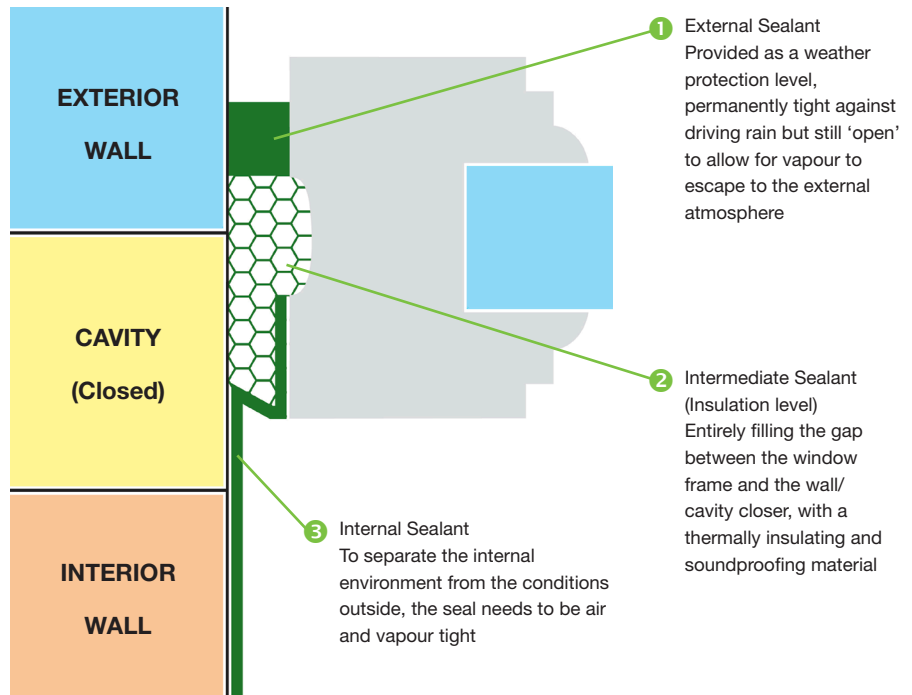 EXTERIOR
WALL
CAVITY
(Closed)
INTERIOR
WALL
1 External Sealant
Provided as a weather
protection level,
permanently tight against
driving rain but still ‘open’
to allow for vapour to
escape to the external
atmosphere
2 Intermediate Sealant
(Insulation level)
Entirely filling the gap
between the window
frame and the wall/
cavity closer, with a
thermally insulating and
soundproofing material
3 Internal Sealant
To separate the internal
environment from the conditions
outside, the seal needs to be air
and vapour tight